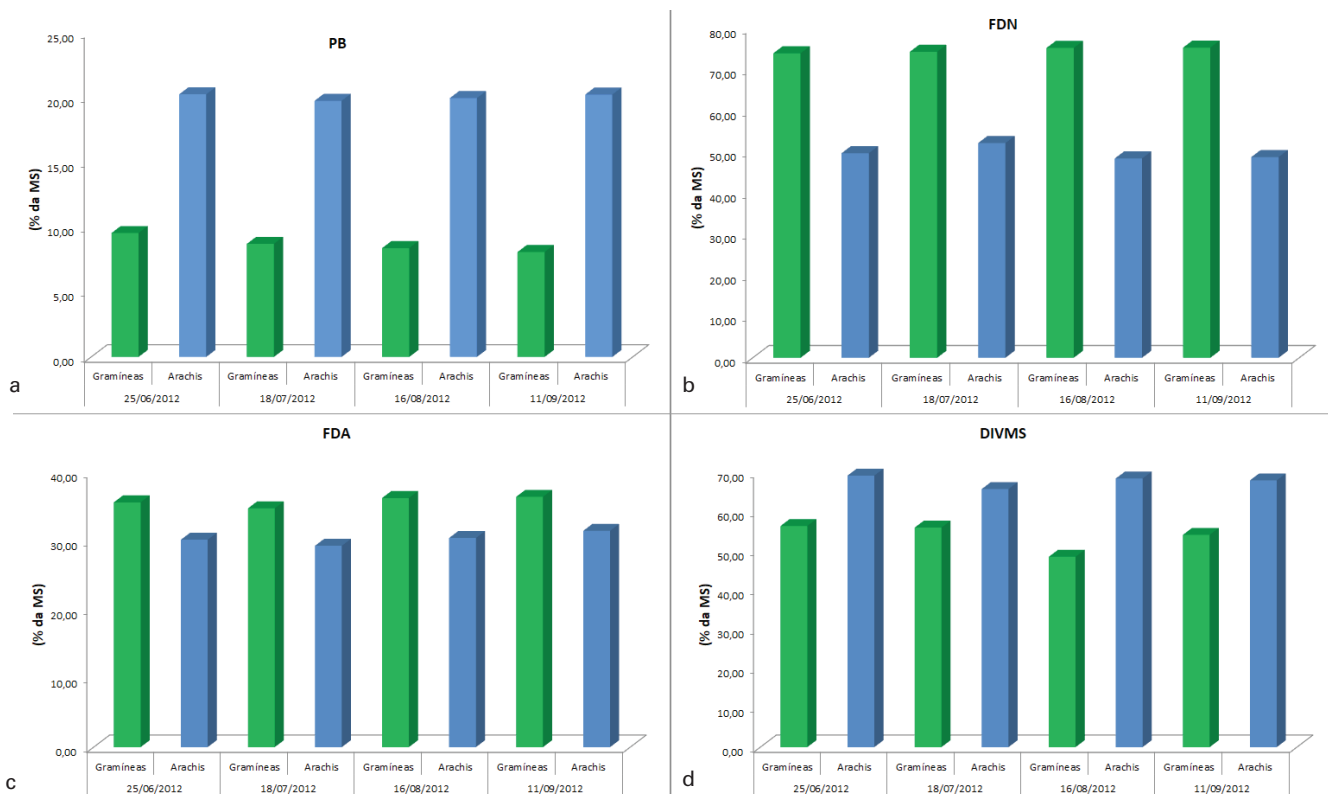 PB
25,00
20,00
15,00
10,00
5,00
0,00
(% da MS)
Gramíneas Arachis Gramíneas Arachis Gramíneas Arachis Gramíneas Arachis
25/06/2012 18/07/2012 16/08/2012 11/09/2012
a
FDN
80,00
70,00
60,00
50,00
40,00
30,00
20,00
10,00
0,00
(% da MS)
Gramíneas Arachis Gramíneas Arachis Gramíneas Arachis Gramíneas Arachis
25/06/2012 18/07/2012 16/08/2012 11/09/2012
b
FDA
40,00
30,00
20,00
10,00
0,00
(% da MS)
Gramíneas Arachis Gramíneas Arachis Gramíneas Arachis Gramíneas Arachis
25/06/2012 18/07/2012 16/08/2012 11/09/2012
c
DIVMS
70,00
60,00
50,00
40,00
30,00
20,00
10,00
0,00
(% da MS)
Gramíneas Arachis Gramíneas Arachis Gramíneas Arachis Gramíneas Arachis
25/06/2012 18/07/2012 16/08/2012 11/09/2012
d